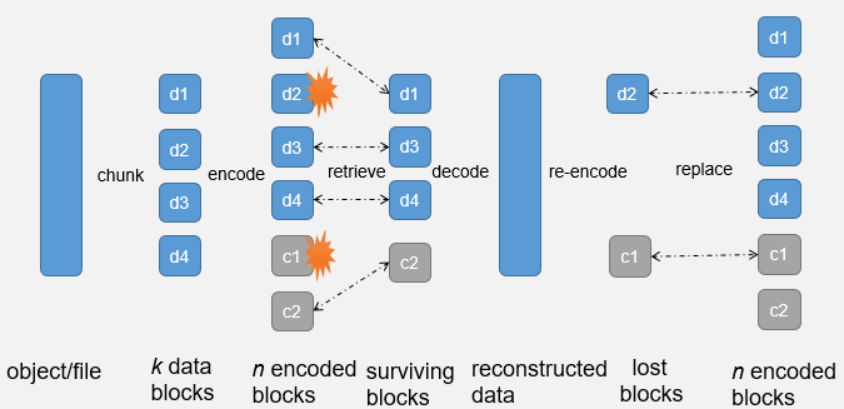 d1
d2
d3
d4
d1
d2
d3
d4
c1
c2
d1
d3
d4
c2
d2
c1
d1
d2
d3
d4
c1
c2
chunk
encode
retrieve
decode
re-encode
replace
object/file
k data
blocks
n encoded
blocks
surviving
blocks
reconstructed
data
lost
blocks
n encoded
blocks